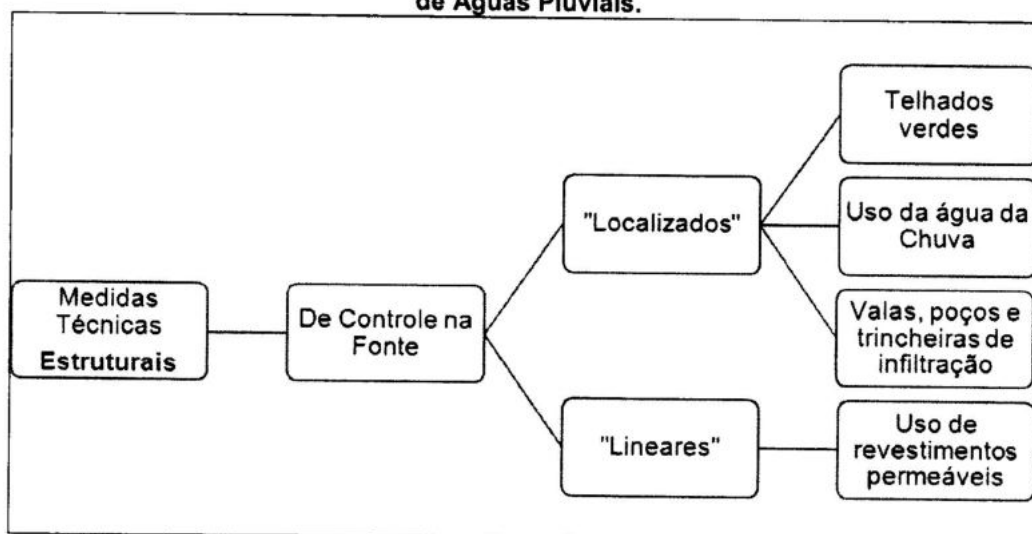 de Águas Pluviais.
Telhados
verdes
"Localizados"
Uso da água da
Chuva
Medidas
Técnicas
Estruturais
De Controle na
Fonte
Valas, poços e
trincheiras de
infiltração
"Lineares"
Uso de
revestimentos
permeáveis